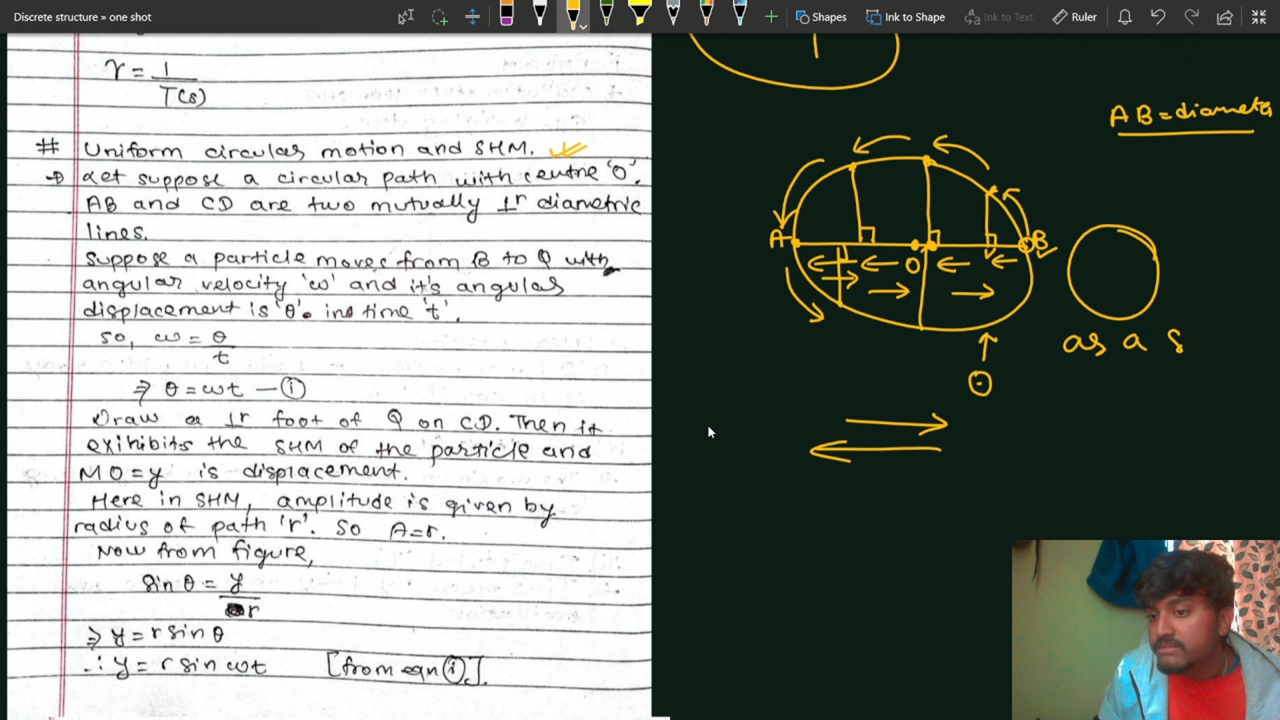 Discrete structure » one shot
Shapes
Ink to Shape
Ink to Text
Ruler
r = 1
T(s)
# Uniform circular motion and SHM.
→ Let suppose a circular path with centre 'O'.
AB and CD are two mutually ⊥r diametric
lines.
suppose a particle moves from B to Q with
angular velocity 'ω' and it's angular
displacement is 'θ'. in time 't'.
so, ω = θ
t
⇒ θ = ωt — (i)
Draw a ⊥r foot of Q on CD. Then it
exihibits the SHM of the particle and
MO=y is displacement.
Here in SHM, amplitude is given by
radius of path 'r'. SO A=r.
Now from figure,
sin θ = y
r
⇒ y = r sin θ
∴ y = r sin ωt [from eqn (i)].
AB = diamete
A
B
O
as a s